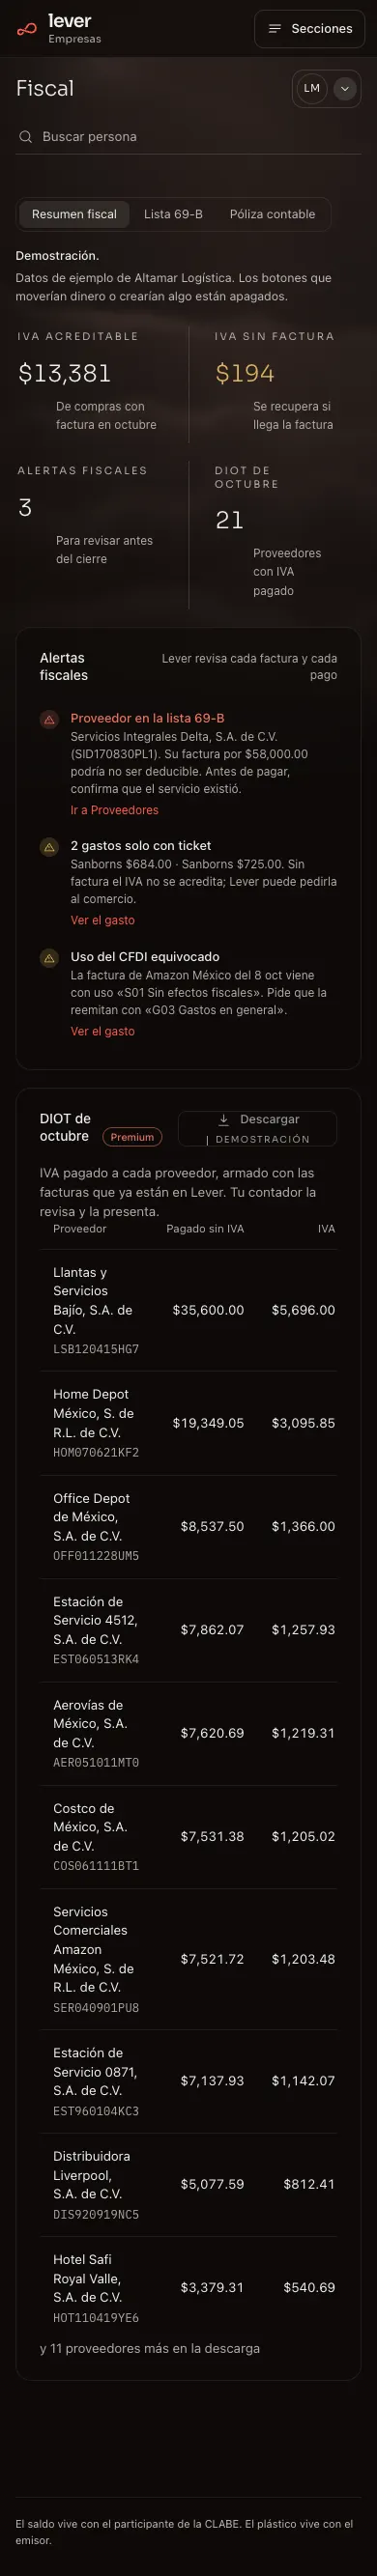 lever
Empresas
Secciones
Fiscal
LM
Buscar persona
Resumen fiscal
Lista 69-B
Póliza contable
Demostración.
Datos de ejemplo de Altamar Logística. Los botones que
moverían dinero o crearían algo están apagados.
IVA ACREDITABLE
$13,381
De compras con
factura en octubre
IVA SIN FACTURA
$194
Se recupera si
llega la factura
ALERTAS FISCALES
3
Para revisar antes
del cierre
DIOT DE
OCTUBRE
21
Proveedores
con IVA
pagado
Alertas
fiscales
Lever revisa cada factura y cada
pago
Proveedor en la lista 69-B
Servicios Integrales Delta, S.A. de C.V.
(SID170830PL1). Su factura por $58,000.00
podría no ser deducible. Antes de pagar,
confirma que el servicio existió.
Ir a Proveedores
2 gastos solo con ticket
Sanborns $684.00 · Sanborns $725.00. Sin
factura el IVA no se acredita; Lever puede pedirla
al comercio.
Ver el gasto
Uso del CFDI equivocado
La factura de Amazon México del 8 oct viene
con uso «S01 Sin efectos fiscales». Pide que la
reemitan con «G03 Gastos en general».
Ver el gasto
DIOT de
octubre
Premium
Descargar
| DEMOSTRACIÓN
IVA pagado a cada proveedor, armado con las
facturas que ya están en Lever. Tu contador la
revisa y la presenta.
Proveedor Pagado sin IVA IVA
Llantas y
Servicios
Bajío, S.A. de
C.V.
LSB120415HG7
$35,600.00 $5,696.00
Home Depot
México, S. de
R.L. de C.V.
HOM070621KF2
$19,349.05 $3,095.85
Office Depot
de México,
S.A. de C.V.
OFF011228UM5
$8,537.50 $1,366.00
Estación de
Servicio 4512,
S.A. de C.V.
EST060513RK4
$7,862.07 $1,257.93
Aerovías de
México, S.A.
de C.V.
AER051011MT0
$7,620.69 $1,219.31
Costco de
México, S.A.
de C.V.
COS061111BT1
$7,531.38 $1,205.02
Servicios
Comerciales
Amazon
México, S. de
R.L. de C.V.
SER040901PU8
$7,521.72 $1,203.48
Estación de
Servicio 0871,
S.A. de C.V.
EST960104KC3
$7,137.93 $1,142.07
Distribuidora
Liverpool,
S.A. de C.V.
DIS920919NC5
$5,077.59 $812.41
Hotel Safi
Royal Valle,
S.A. de C.V.
HOT110419YE6
$3,379.31 $540.69
y 11 proveedores más en la descarga
El saldo vive con el participante de la CLABE. El plástico vive con el
emisor.